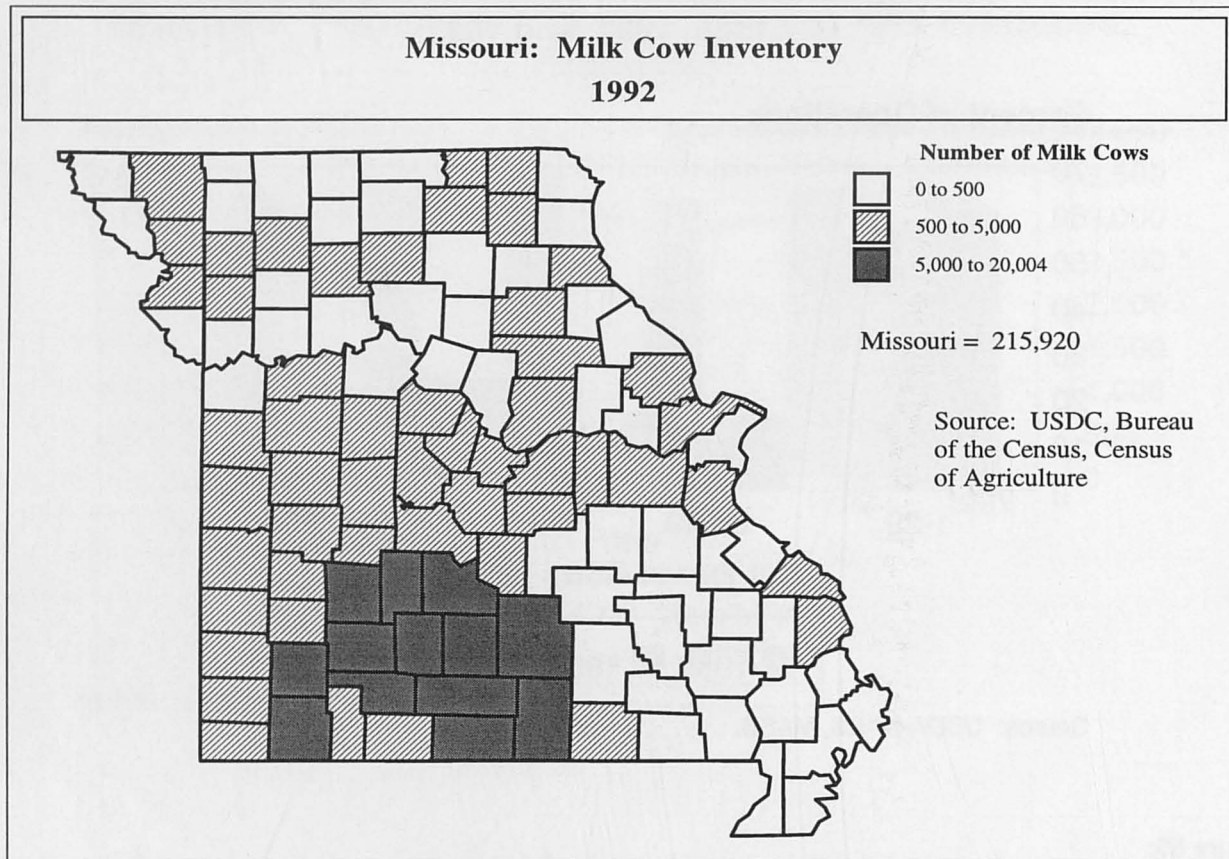 Missouri: Milk Cow Inventory
1992
Number of Milk Cows
0 to 500
500 to 5,000
5,000 to 20,004
Missouri = 215,920
Source: USDC, Bureau
of the Census, Census
of Agriculture